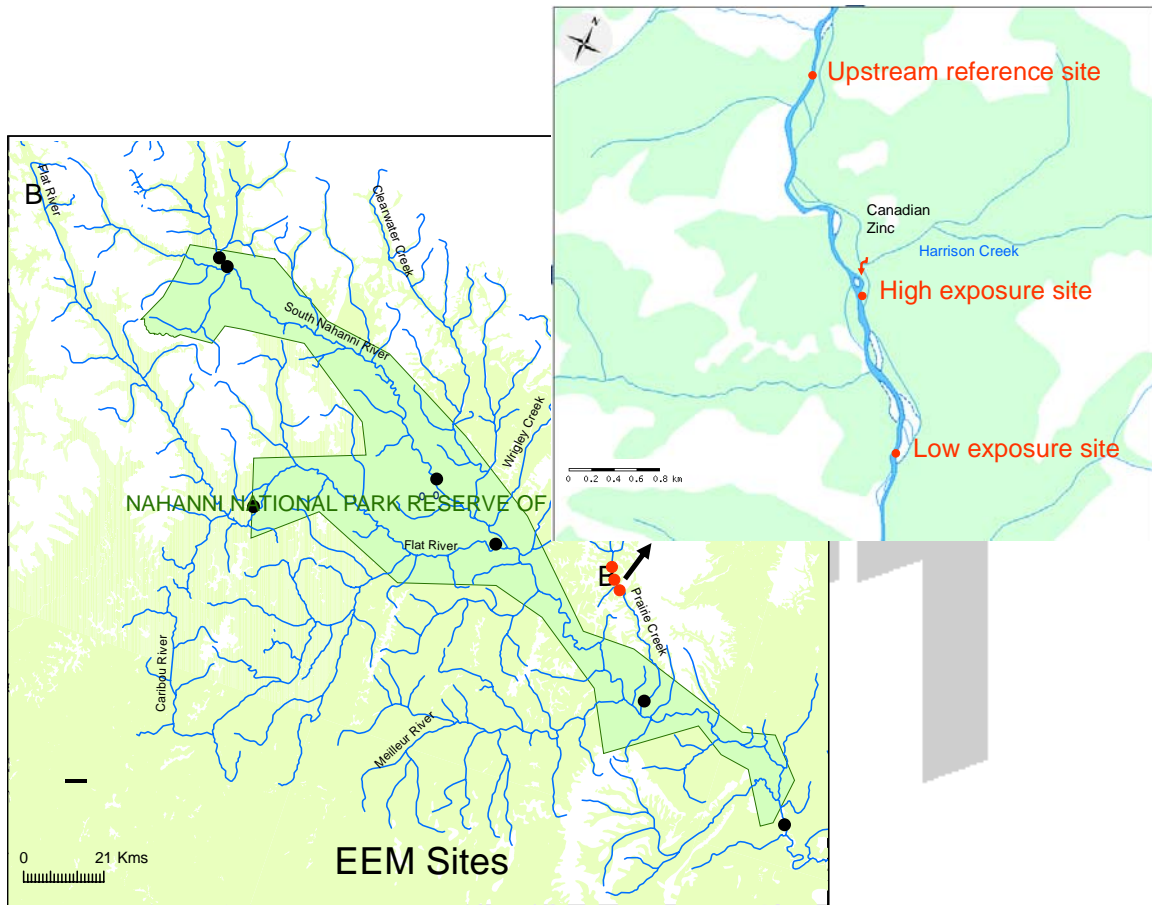 N
Upstream reference site
Canadian
Zinc
Harrison Creek
High exposure site
Low exposure site
0 0.2 0.4 0.6 0.8 km
B
Flat River
Clearwater Creek
South Nahanni River
Wrigley Creek
NAHANNI NATIONAL PARK RESERVE OF
Flat River
E
Prairie Creek
Caribou River
Meilleur River
0 21 Kms
EEM Sites